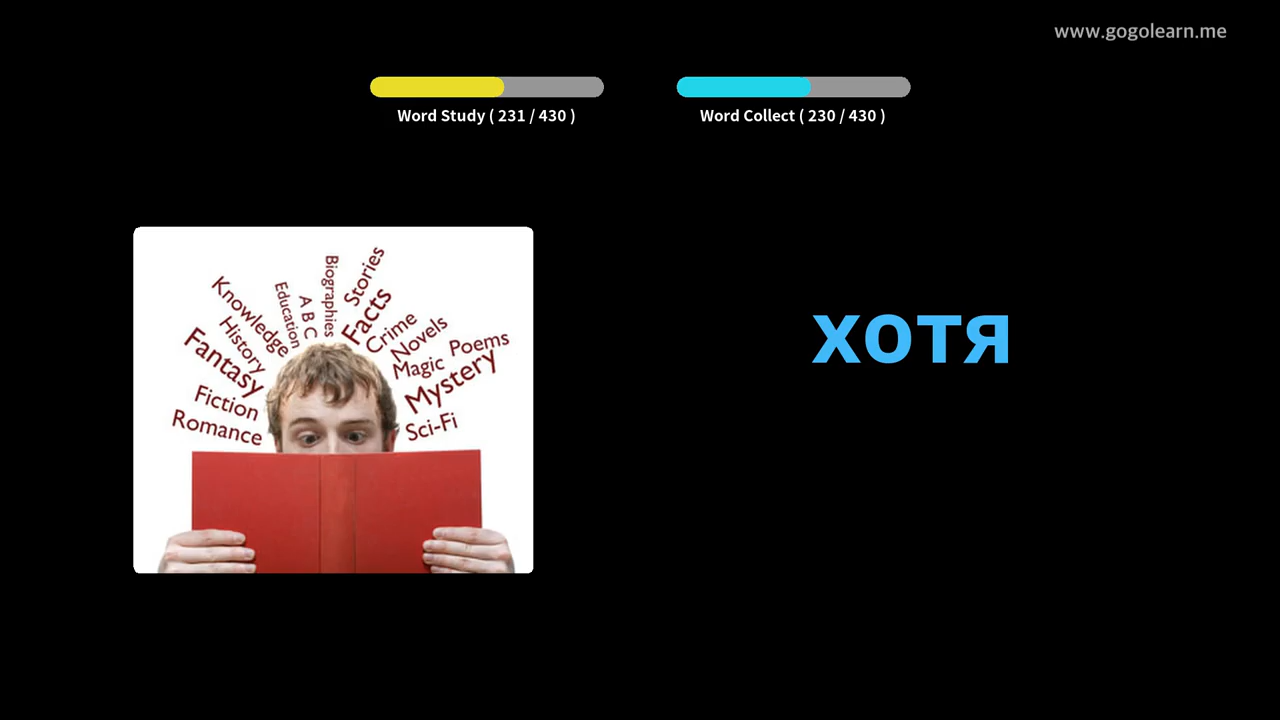 www.gogolearn.me
Word Study ( 231 / 430 )
Word Collect ( 230 / 430 )
Stories
Biographies
Facts
A B C
Education
Knowledge
Crime
History
Novels
Poems
Fantasy
Magic
Mystery
Fiction
Romance
Sci-Fi
хотя